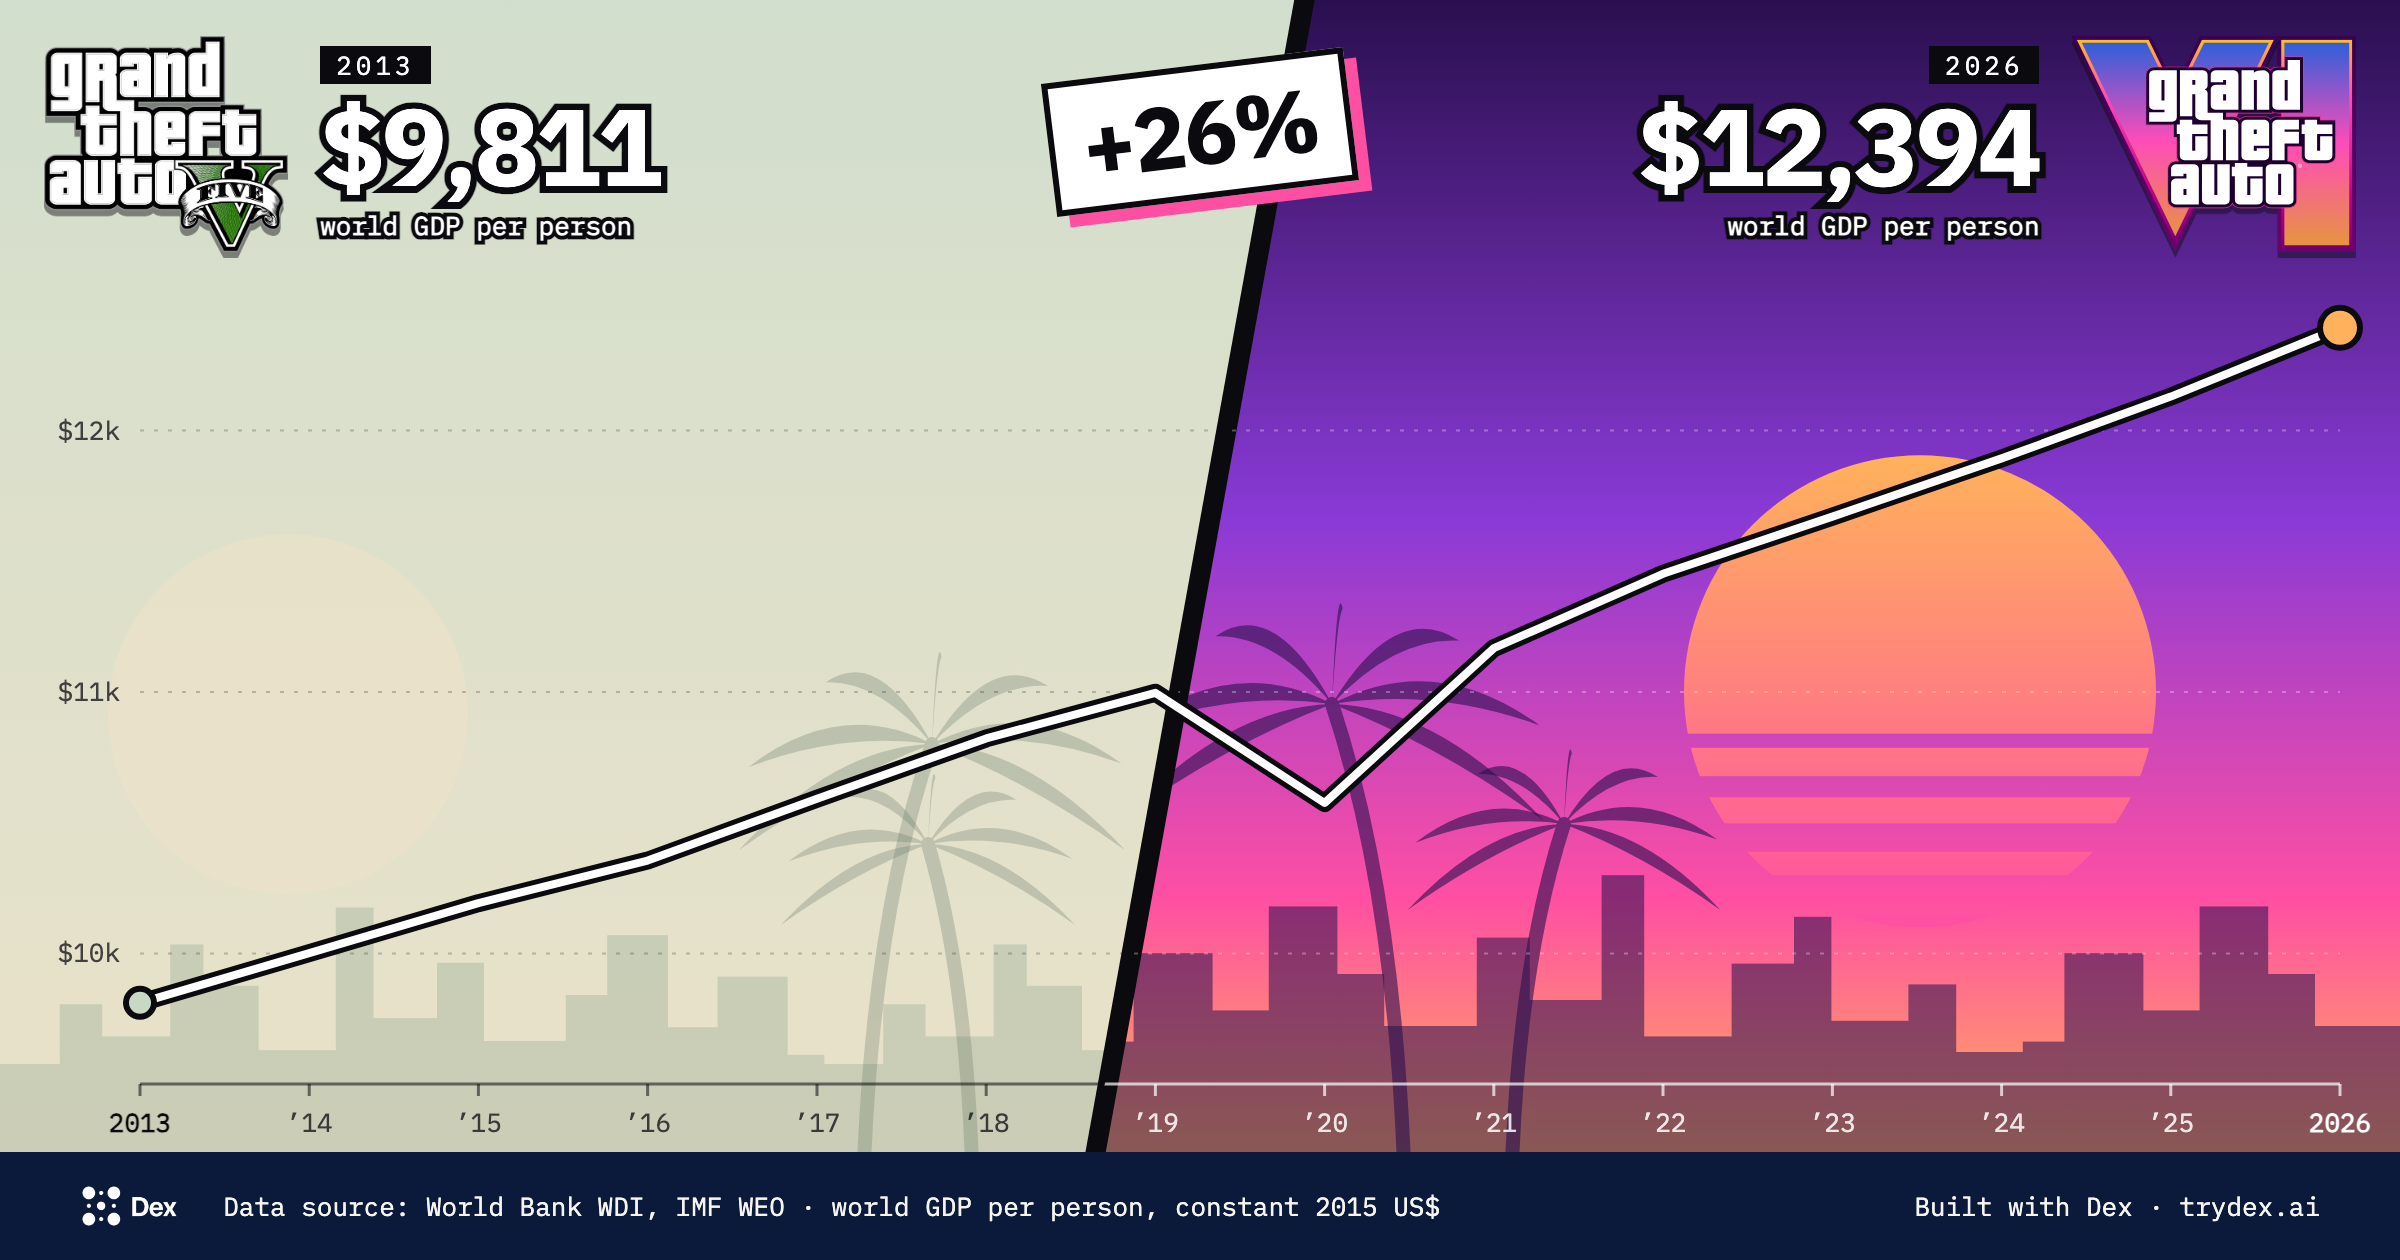 grand
theft
auto
FIVE
2013
$9,811
world GDP per person
+26%
2026
$12,394
world GDP per person
VI
grand
theft
auto
$12k
$11k
$10k
2013 ’14 ’15 ’16 ’17 ’18 ’19 ’20 ’21 ’22 ’23 ’24 ’25 2026
Dex Data source: World Bank WDI, IMF WEO · world GDP per person, constant 2015 US$ Built with Dex · trydex.ai